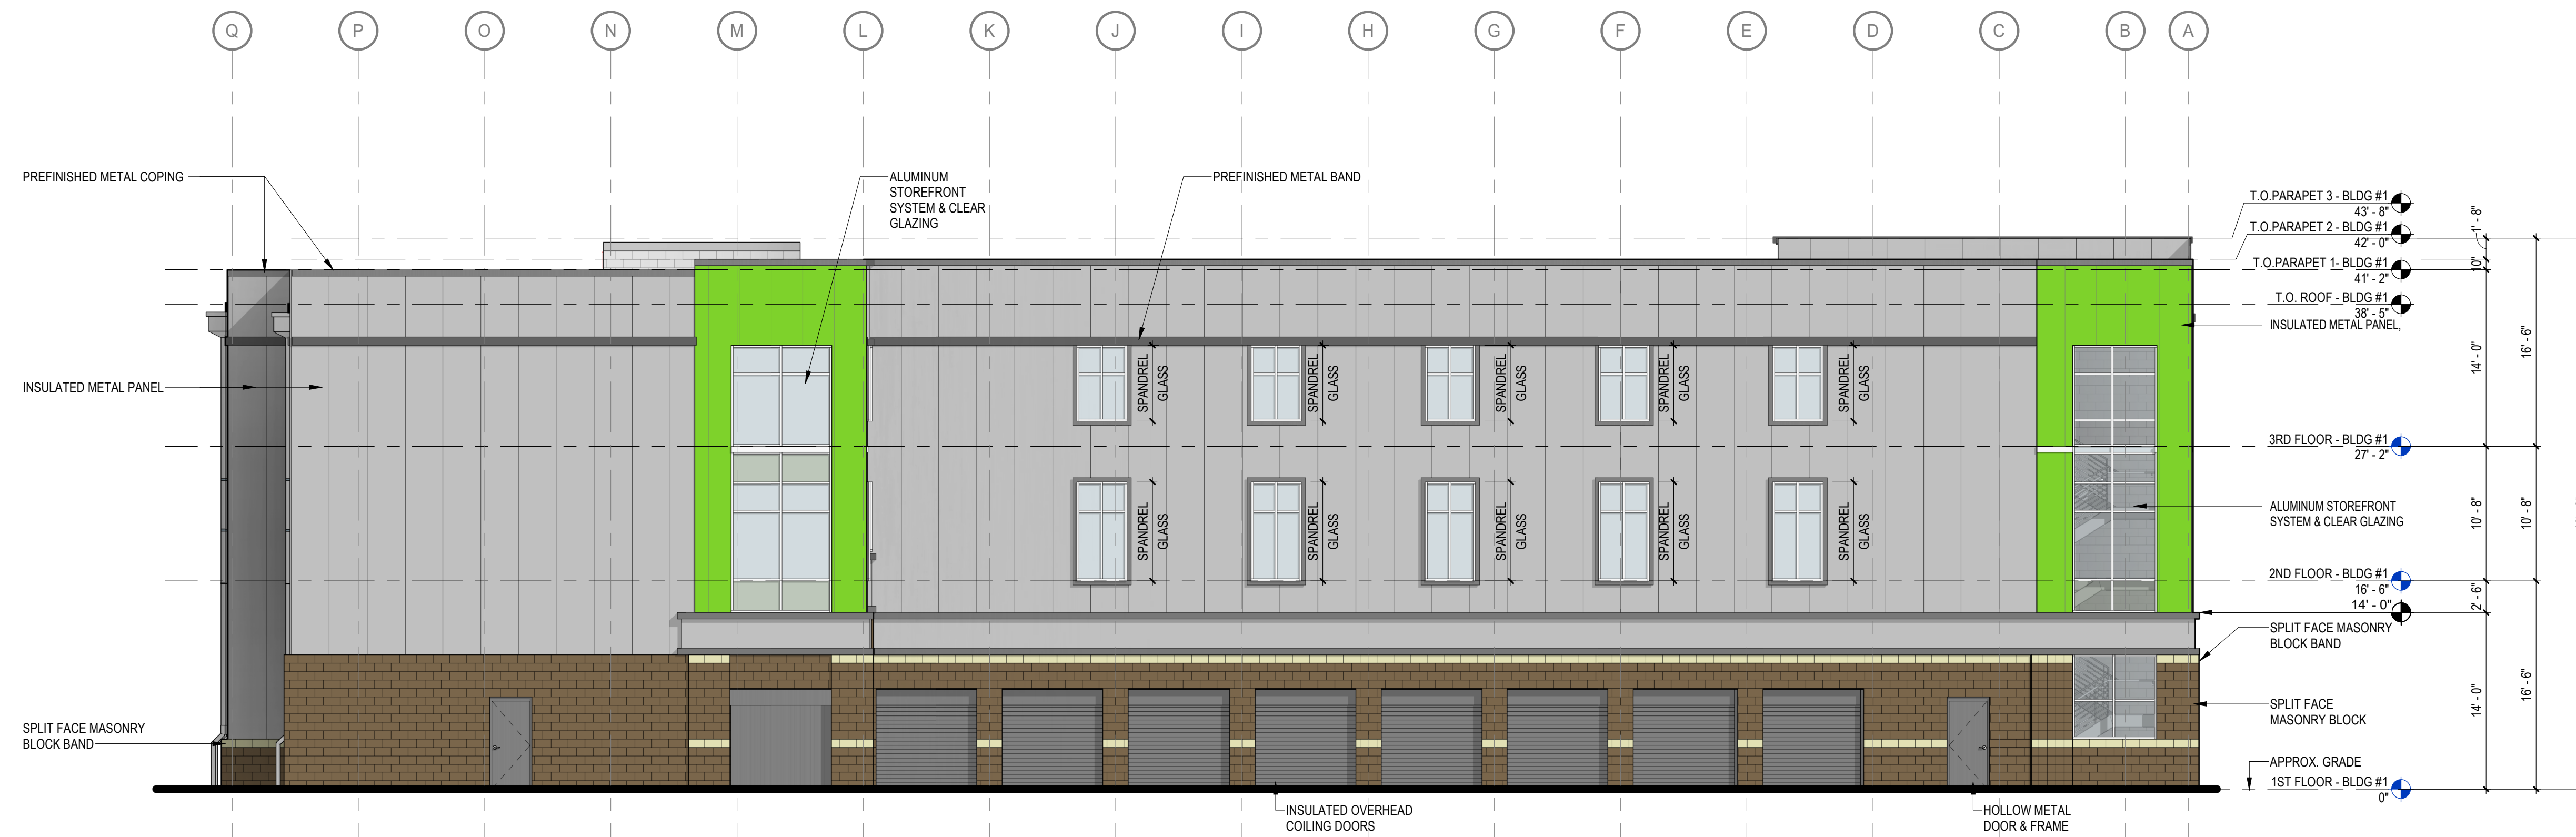 Q P O N M L K J I H G F E D C B A
PREFINISHED METAL COPING
ALUMINUM
STOREFRONT
SYSTEM & CLEAR
GLAZING
PREFINISHED METAL BAND
T.O.PARAPET 3 - BLDG #1
43' - 8"
T.O.PARAPET 2 - BLDG #1
42' - 0"
T.O.PARAPET 1- BLDG #1
41' - 2"
T.O. ROOF - BLDG #1
38' - 5"
INSULATED METAL PANEL,
1' - 8"
10"
14' - 0"
16' - 6"
INSULATED METAL PANEL
SPANDREL
GLASS
SPANDREL
GLASS
SPANDREL
GLASS
SPANDREL
GLASS
SPANDREL
GLASS
3RD FLOOR - BLDG #1
27' - 2"
SPANDREL
GLASS
SPANDREL
GLASS
SPANDREL
GLASS
SPANDREL
GLASS
SPANDREL
GLASS
ALUMINUM STOREFRONT
SYSTEM & CLEAR GLAZING
10' - 8"
10' - 8"
2ND FLOOR - BLDG #1
16' - 6"
14' - 0"
2' - 6"
SPLIT FACE MASONRY
BLOCK BAND
SPLIT FACE
MASONRY BLOCK
14' - 0"
16' - 6"
SPLIT FACE MASONRY
BLOCK BAND
APPROX. GRADE
1ST FLOOR - BLDG #1
0"
INSULATED OVERHEAD
COILING DOORS
HOLLOW METAL
DOOR & FRAME